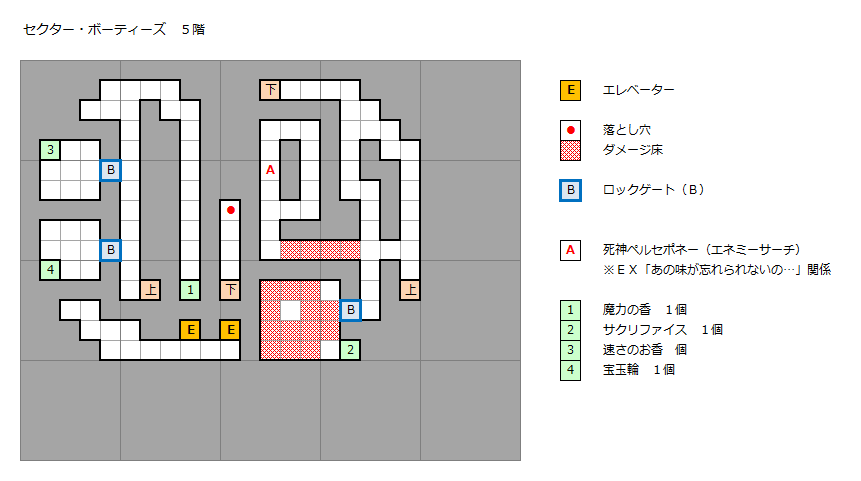 セクター・ボーティーズ　５階
下
E
エレベーター
落とし穴
3
ダメージ床
B
A
B
ロックゲート（Ｂ）
B
A
死神ペルセポネー（エネミーサーチ）
4
※ＥＸ「あの味が忘れられないの…」関係
上
1
下
上
B
1
魔力の香　１個
E
E
2
サクリファイス　１個
2
3
速さのお香　個
4
宝玉輪　１個